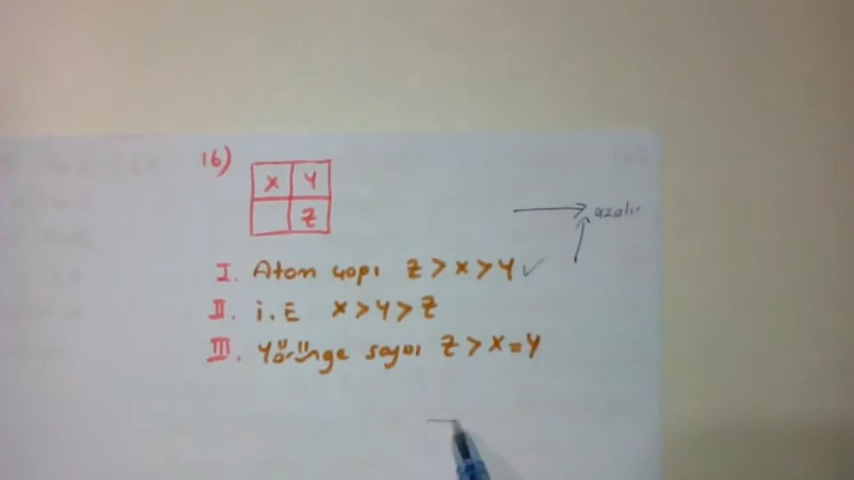 16)
X Y
Z
azalır
I. Atom çapı Z > X > Y ✓
II. İ.E X > Y > Z
III. Yörünge sayısı Z > X = Y